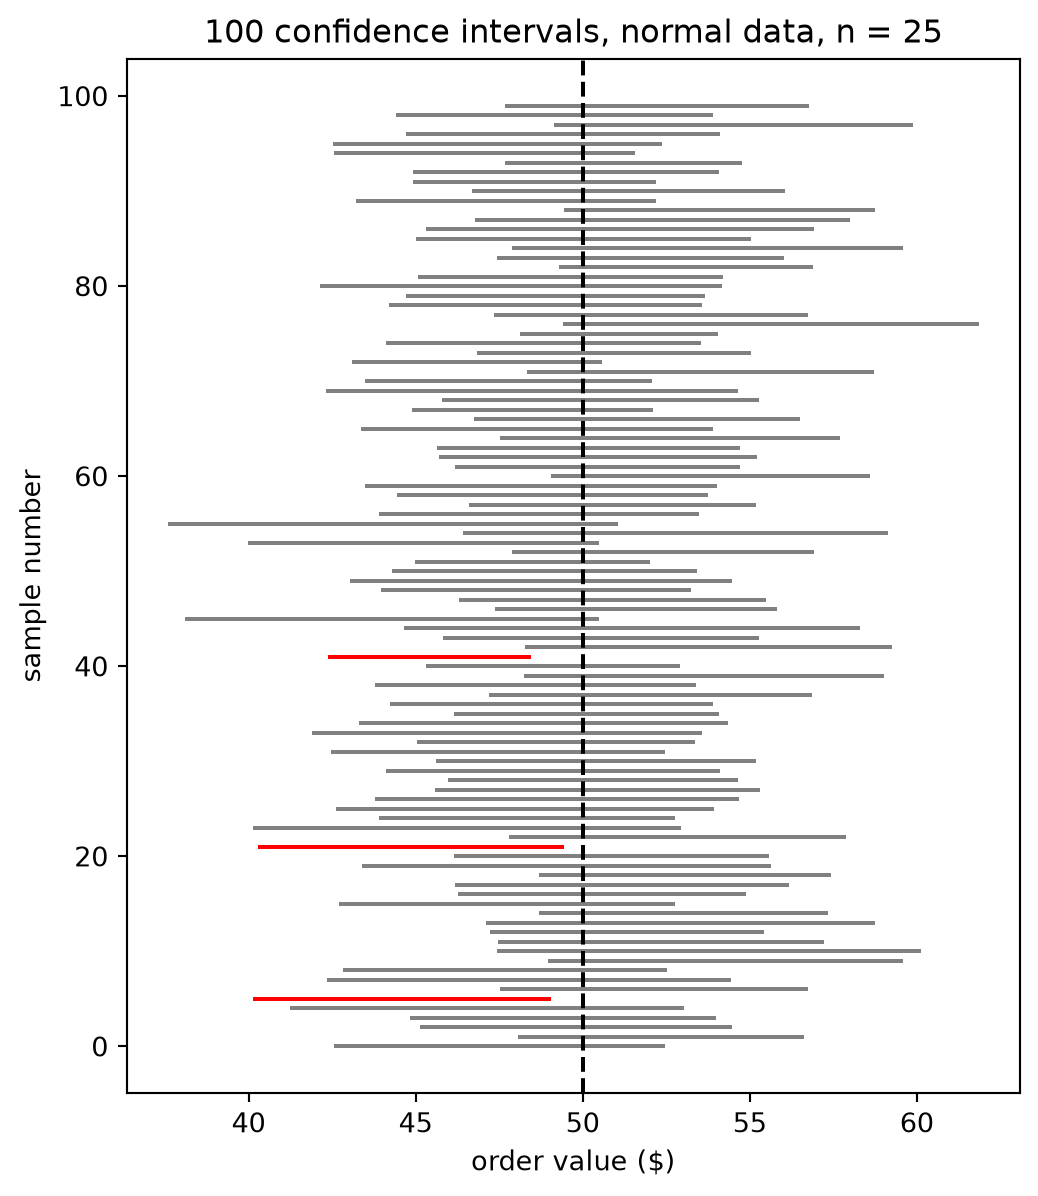 100 confidence intervals, normal data, n = 25
100
80
60
40
20
0
sample number
40 45 50 55 60
order value ($)